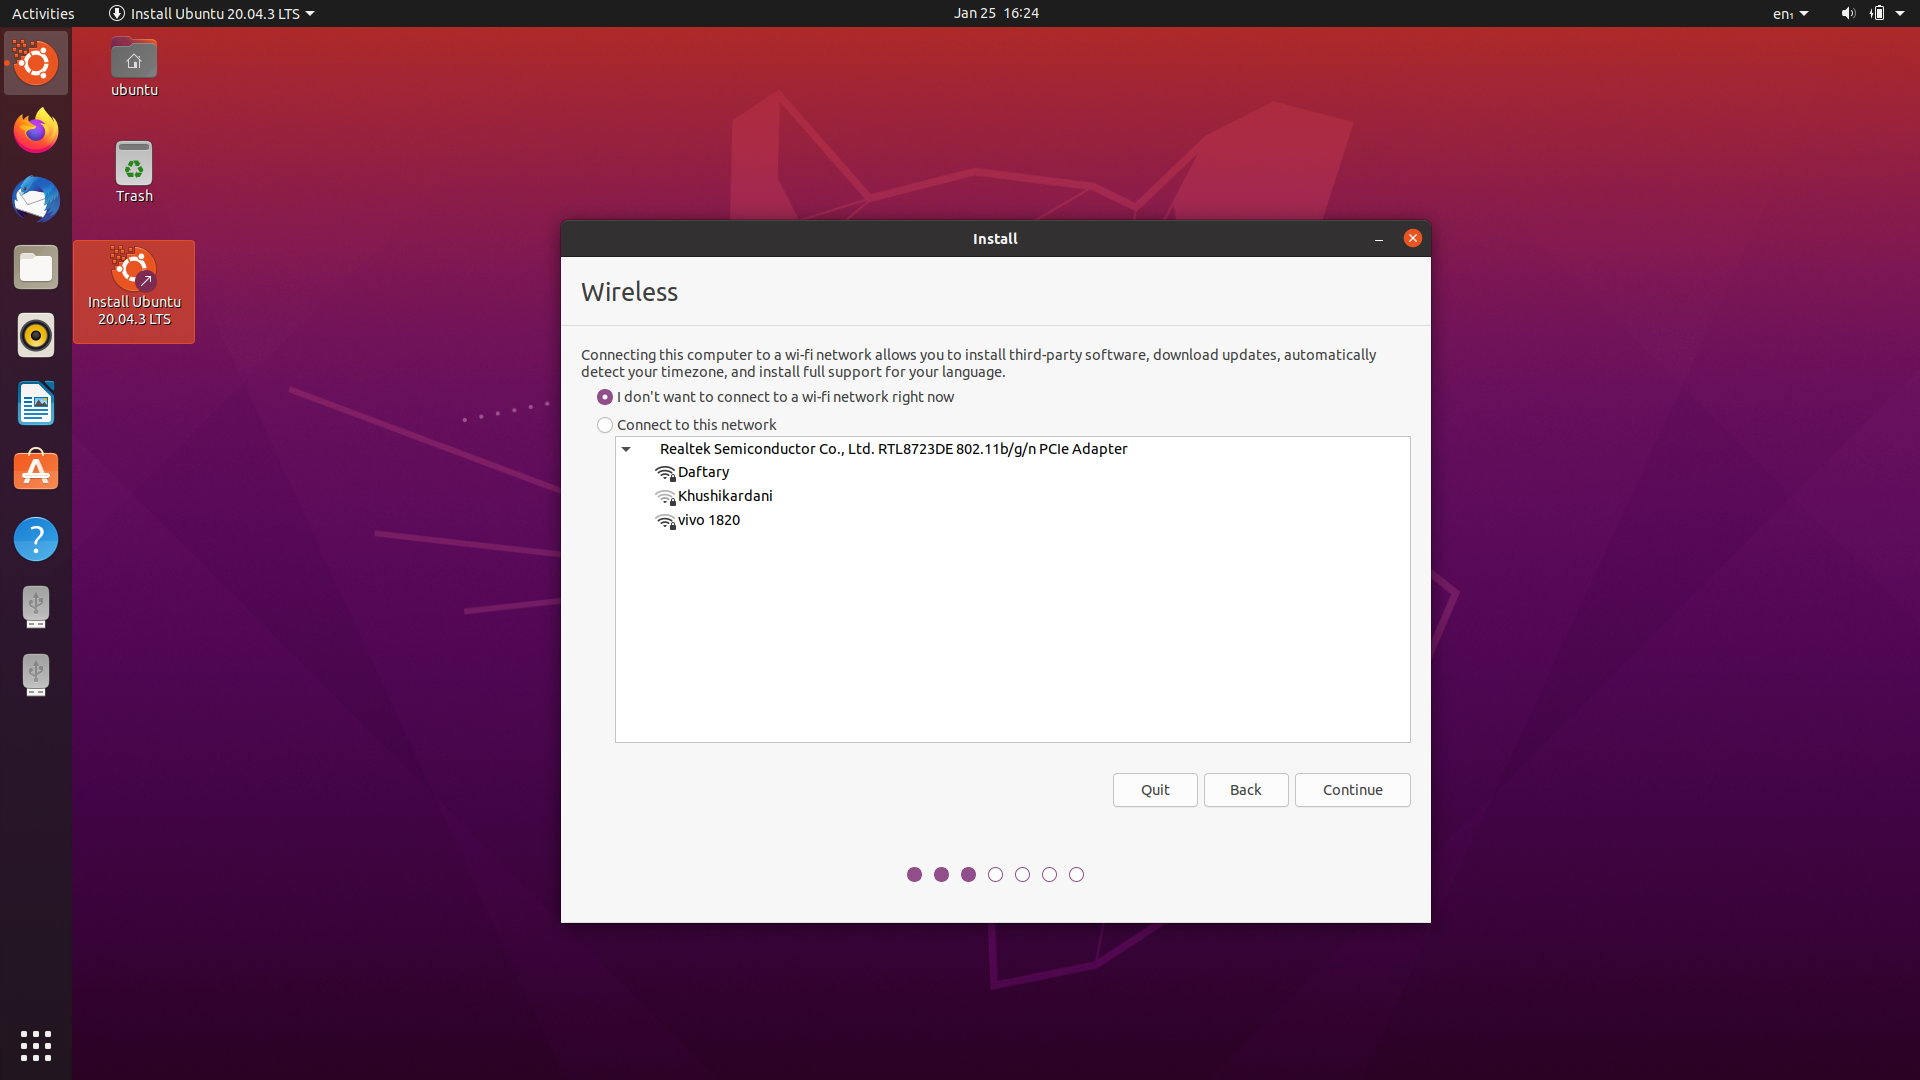 Activities
Install Ubuntu 20.04.3 LTS
Jan 25 16:24
en₁
ubuntu
Trash
Install Ubuntu
20.04.3 LTS
Install
Wireless
Connecting this computer to a wi-fi network allows you to install third-party software, download updates, automatically
detect your timezone, and install full support for your language.
I don't want to connect to a wi-fi network right now
Connect to this network
Realtek Semiconductor Co., Ltd. RTL8723DE 802.11b/g/n PCIe Adapter
Daftary
Khushikardani
vivo 1820
Quit
Back
Continue